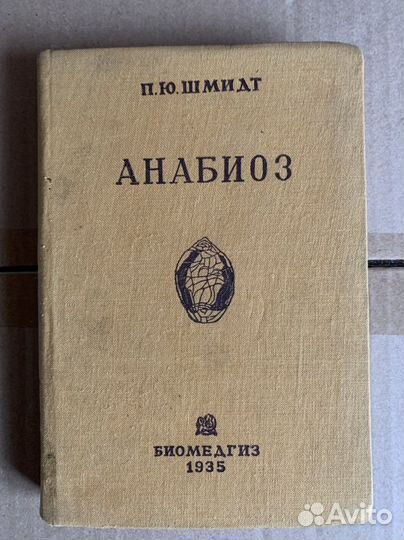 П.Ю.ШМИДТ
АНАБИОЗ
БИОМЕДГИЗ
1935
Avito